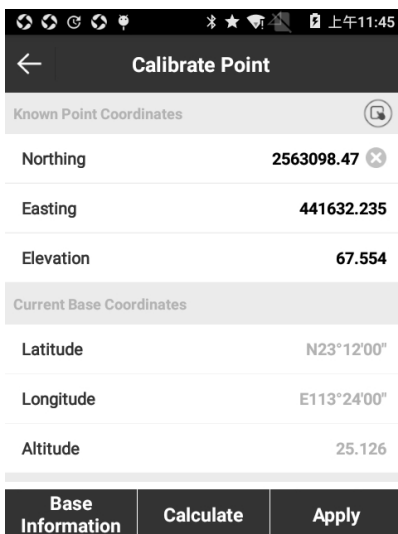 上午11:45
Calibrate Point
Known Point Coordinates
Northing 2563098.47
Easting 441632.235
Elevation 67.554
Current Base Coordinates
Latitude N23°12'00"
Longitude E113°24'00"
Altitude 25.126
Base Information Calculate Apply